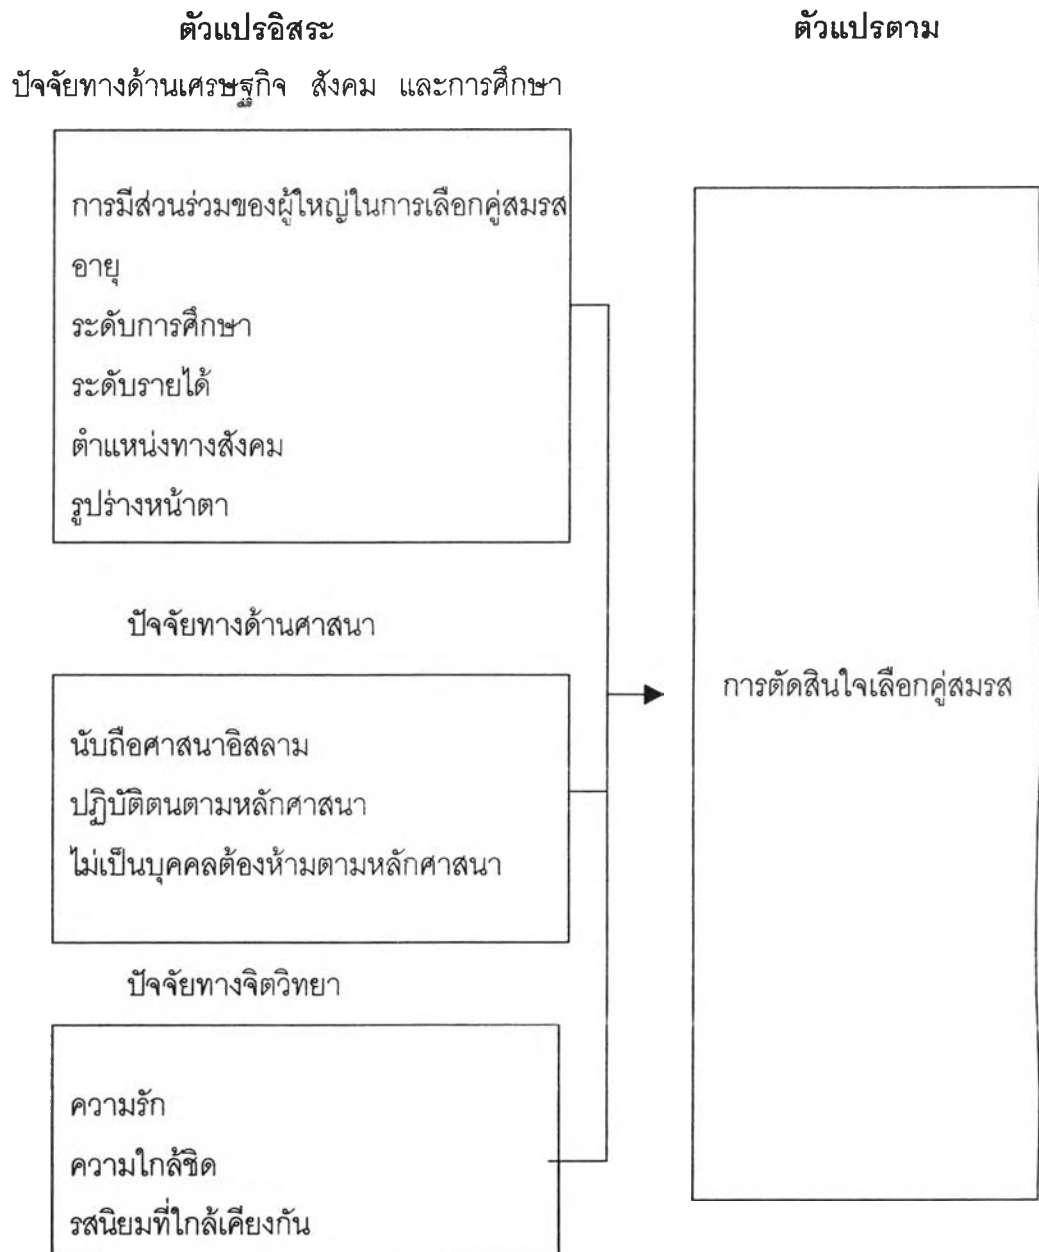 ตัวแปรอิสระ
ตัวแปรตาม
ปัจจัยทางด้านเศรษฐกิจ สังคม และการศึกษา
การมีส่วนร่วมของผู้ใหญ่ในการเลือกคู่สมรส
อายุ
ระดับการศึกษา
ระดับรายได้
ตำแหน่งทางสังคม
รูปร่างหน้าตา
ปัจจัยทางด้านศาสนา
นับถือศาสนาอิสลาม
ปฏิบัติตนตามหลักศาสนา
ไม่เป็นบุคคลต้องห้ามตามหลักศาสนา
การตัดสินใจเลือกคู่สมรส
ปัจจัยทางจิตวิทยา
ความรัก
ความใกล้ชิด
รสนิยมที่ใกล้เคียงกัน